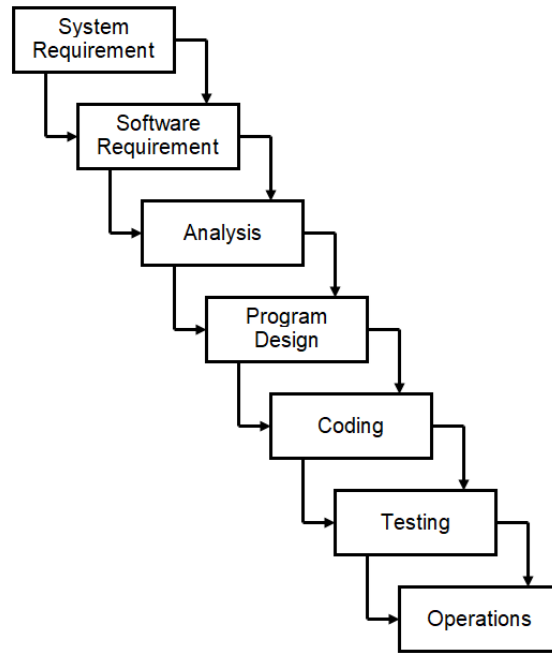 System
Requirement
Software
Requirement
Analysis
Program
Design
Coding
Testing
Operations